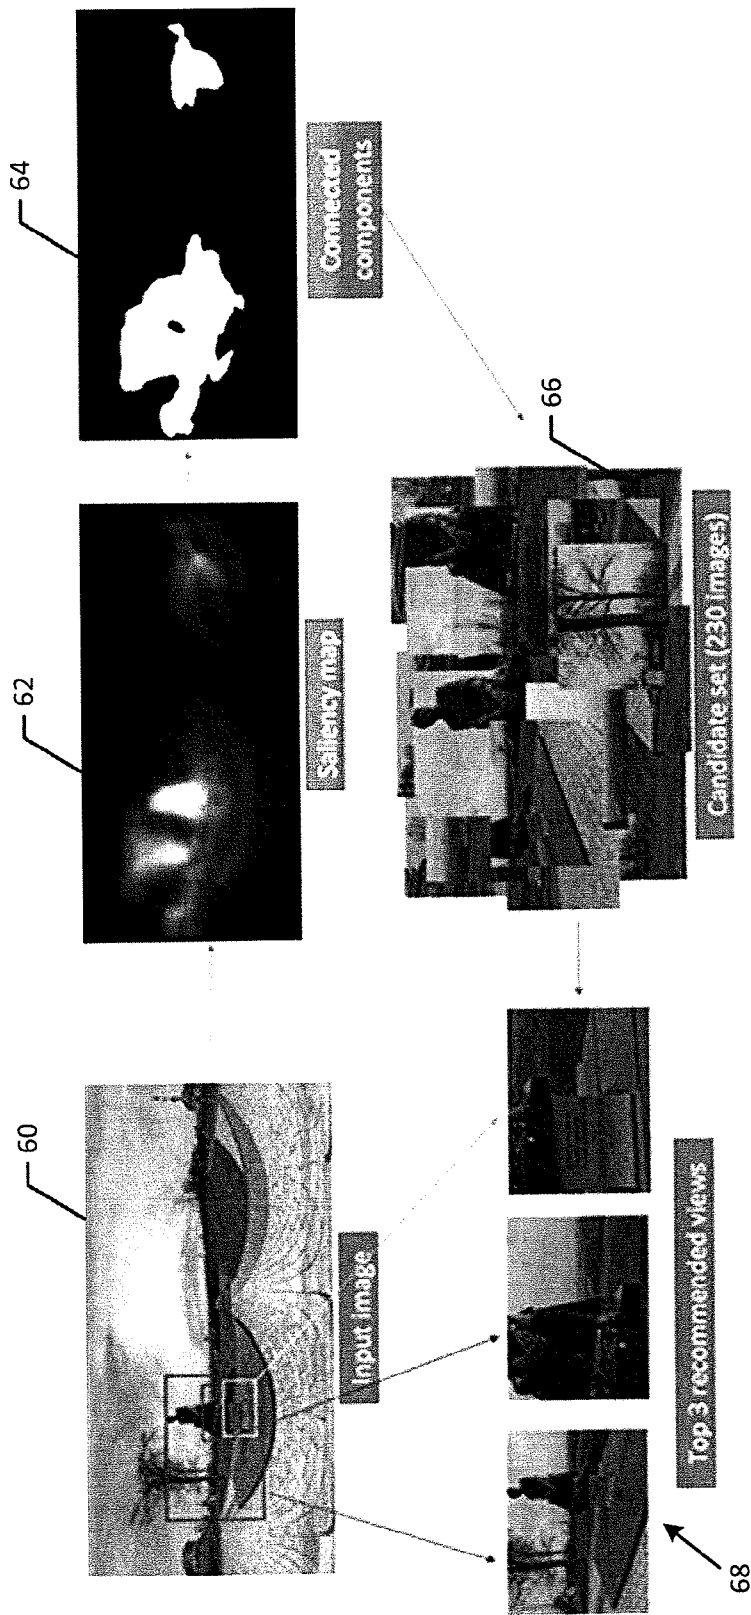 60
Input image
62
Saliency map
64
Connected
components
66
Candidate set (230 images)
Top 3 recommended views
68